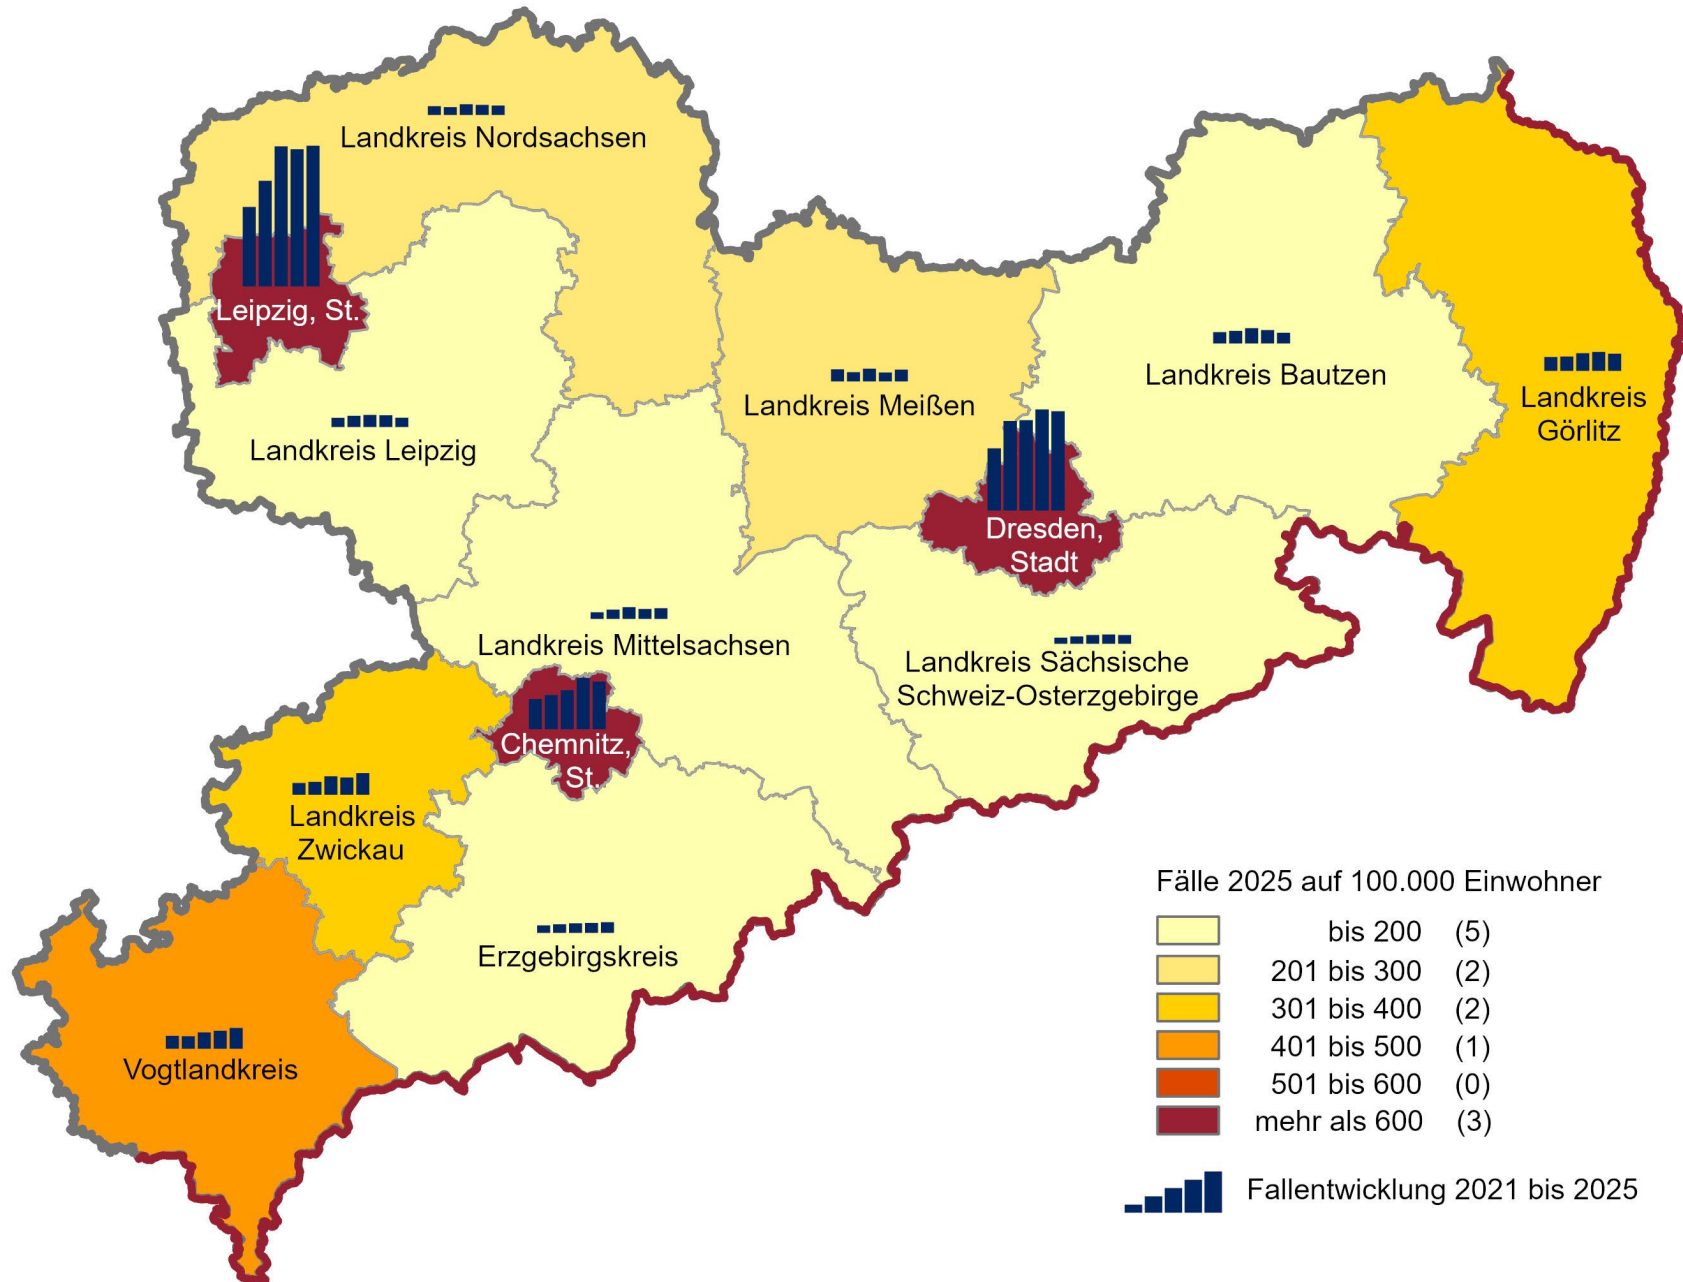 Landkreis Nordsachsen
Leipzig, St.
Landkreis Bautzen
Landkreis Meißen
Landkreis
Görlitz
Landkreis Leipzig
Dresden,
Stadt
Landkreis Mittelsachsen
Landkreis Sächsische
Schweiz-Osterzgebirge
Chemnitz,
St.
Landkreis
Zwickau
Erzgebirgskreis
Vogtlandkreis
Fälle 2025 auf 100.000 Einwohner
bis 200 (5)
201 bis 300 (2)
301 bis 400 (2)
401 bis 500 (1)
501 bis 600 (0)
mehr als 600 (3)
Fallentwicklung 2021 bis 2025